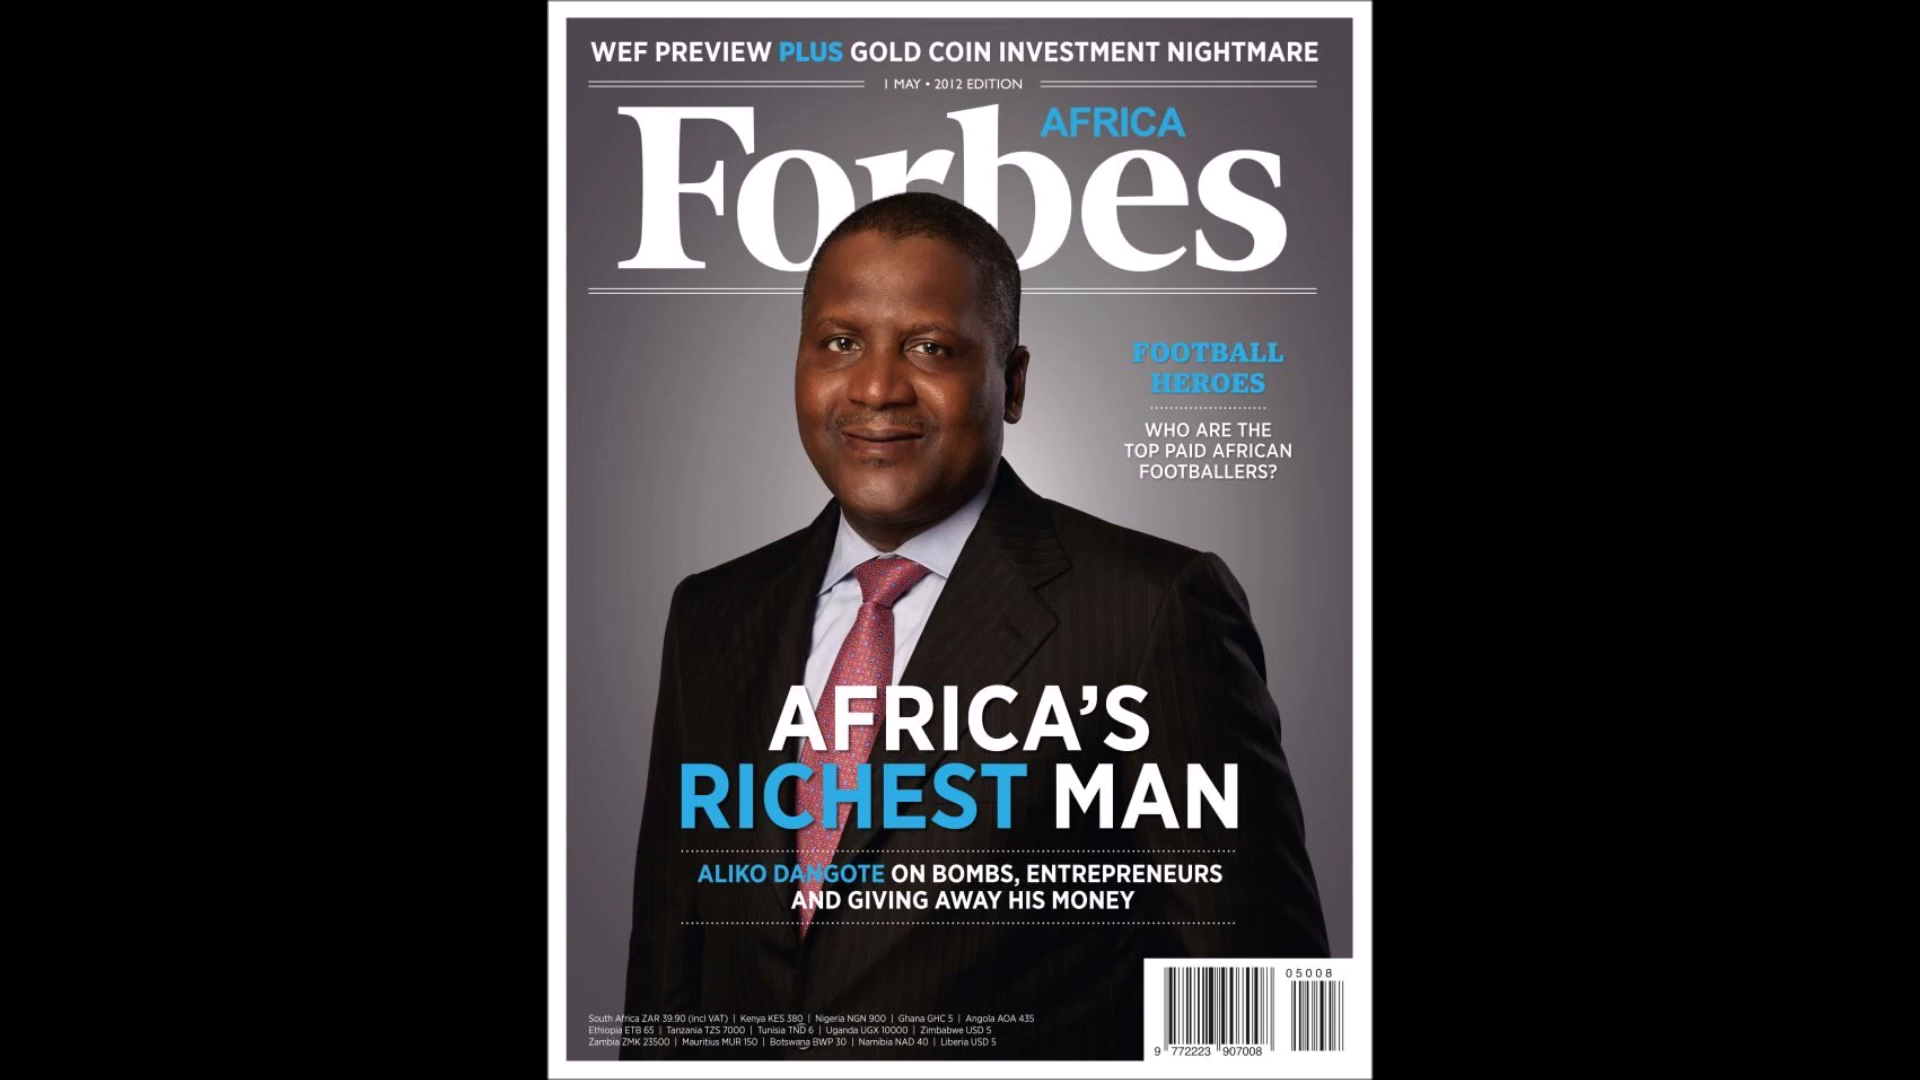 WEF PREVIEW PLUS GOLD COIN INVESTMENT NIGHTMARE
1 MAY • 2012 EDITION
AFRICA
Forbes
FOOTBALL
HEROES
WHO ARE THE
TOP PAID AFRICAN
FOOTBALLERS?
AFRICA'S
RICHEST MAN
ALIKO DANGOTE ON BOMBS, ENTREPRENEURS
AND GIVING AWAY HIS MONEY
05008
South Africa ZAR 39.90 (incl VAT) | Kenya KES 380 | Nigeria NGN 900 | Ghana GHC 5 | Angola AOA 435
Ethiopia ETB 65 | Tanzania TZS 7000 | Tunisia TND 6 | Uganda UGX 10000 | Zimbabwe USD 5
Zambia ZMK 23500 | Mauritius MUR 150 | Botswana BWP 30 | Namibia NAD 40 | Liberia USD 5
9 772223 907008